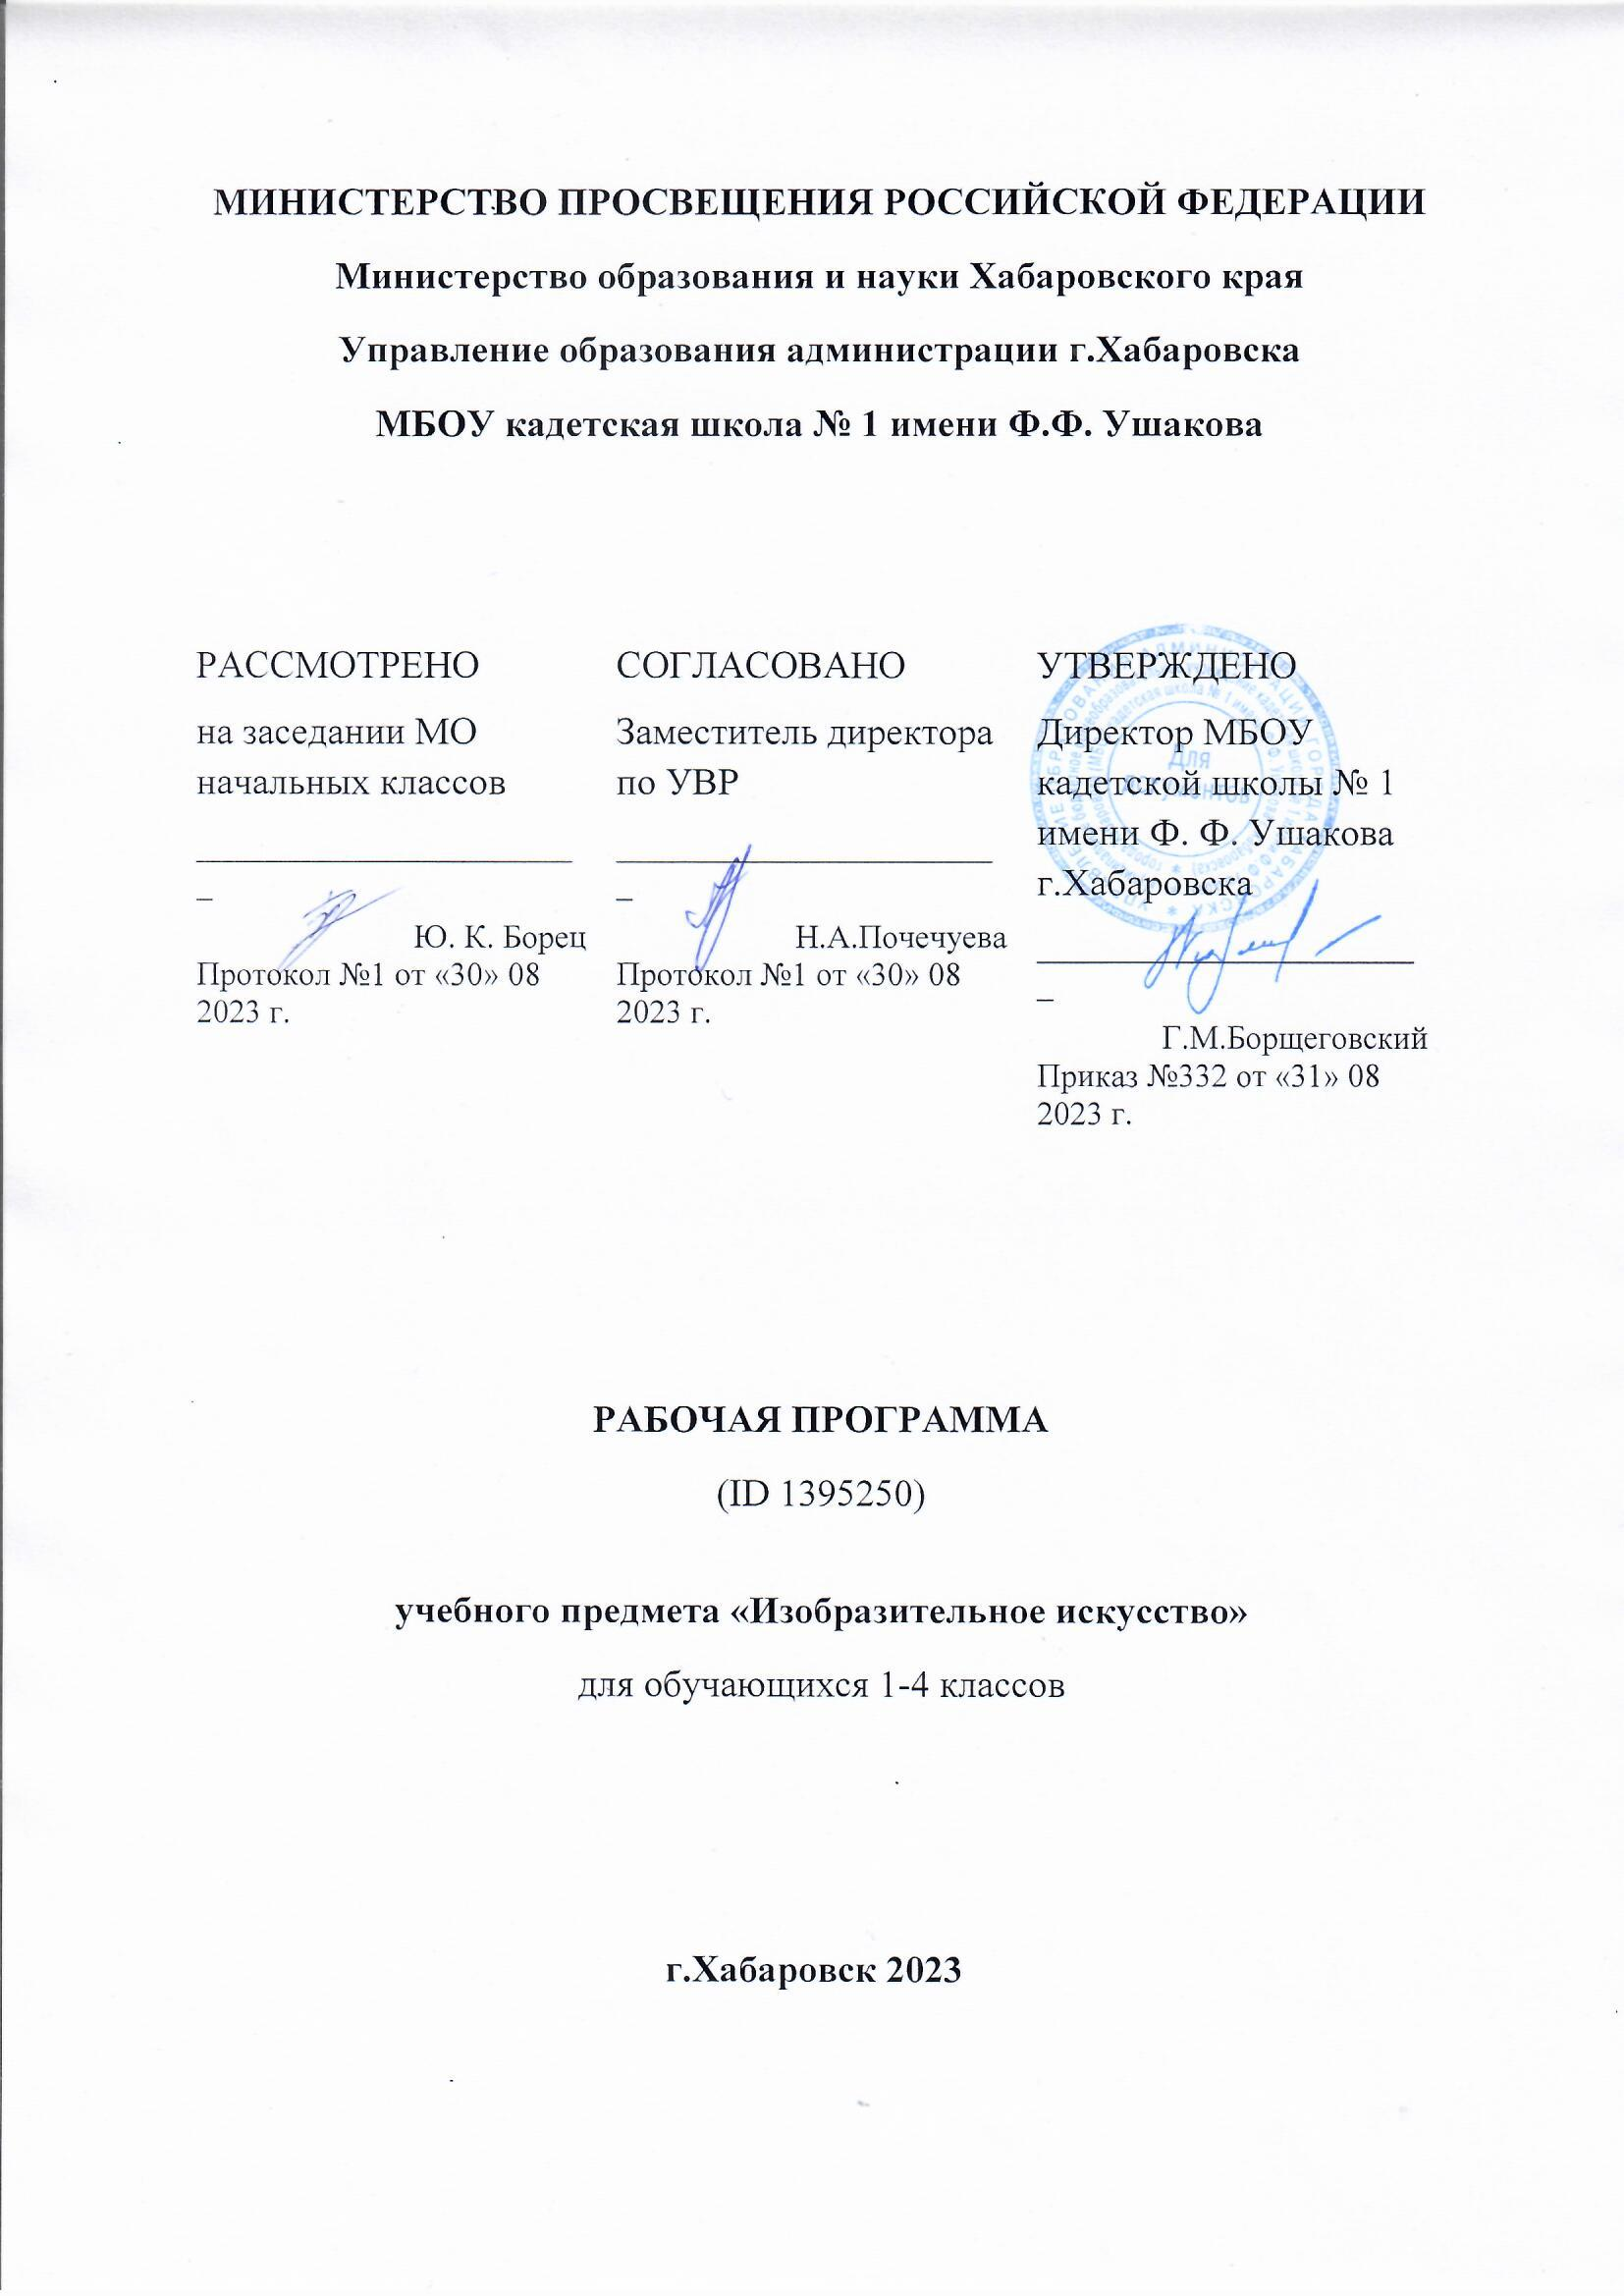 МИНИСТЕРСТВО ПРОСВЕЩЕНИЯ РОССИЙСКОЙ ФЕДЕРАЦИИ
Министерство образования и науки Хабаровского края
Управление образования администрации г.Хабаровска
МБОУ кадетская школа № 1 имени Ф.Ф. Ушакова
РАССМОТРЕНО
на заседании МО
начальных классов
Ю. К. Борец
Протокол №1 от «30» 08
2023 г.
СОГЛАСОВАНО
Заместитель директора
по УВР
Н.А.Почечуева
Протокол №1 от «30» 08
2023 г.
УТВЕРЖДЕНО
Директор МБОУ
кадетской школы № 1
имени Ф. Ф. Ушакова
г.Хабаровска
Г.М.Борщеговский
Приказ №332 от «31» 08
2023 г.
Для
документов
РАБОЧАЯ ПРОГРАММА
(ID 1395250)
учебного предмета «Изобразительное искусство»
для обучающихся 1-4 классов
г.Хабаровск 2023